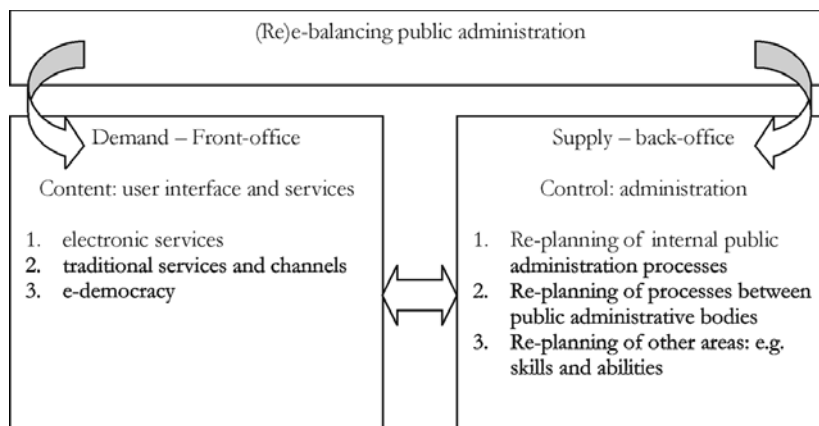 (Re)e-balancing public administration
Demand – Front-office
Content: user interface and services
1. electronic services
2. traditional services and channels
3. e-democracy
Supply – back-office
Control: administration
1. Re-planning of internal public
administration processes
2. Re-planning of processes between
public administrative bodies
3. Re-planning of other areas: e.g.
skills and abilities